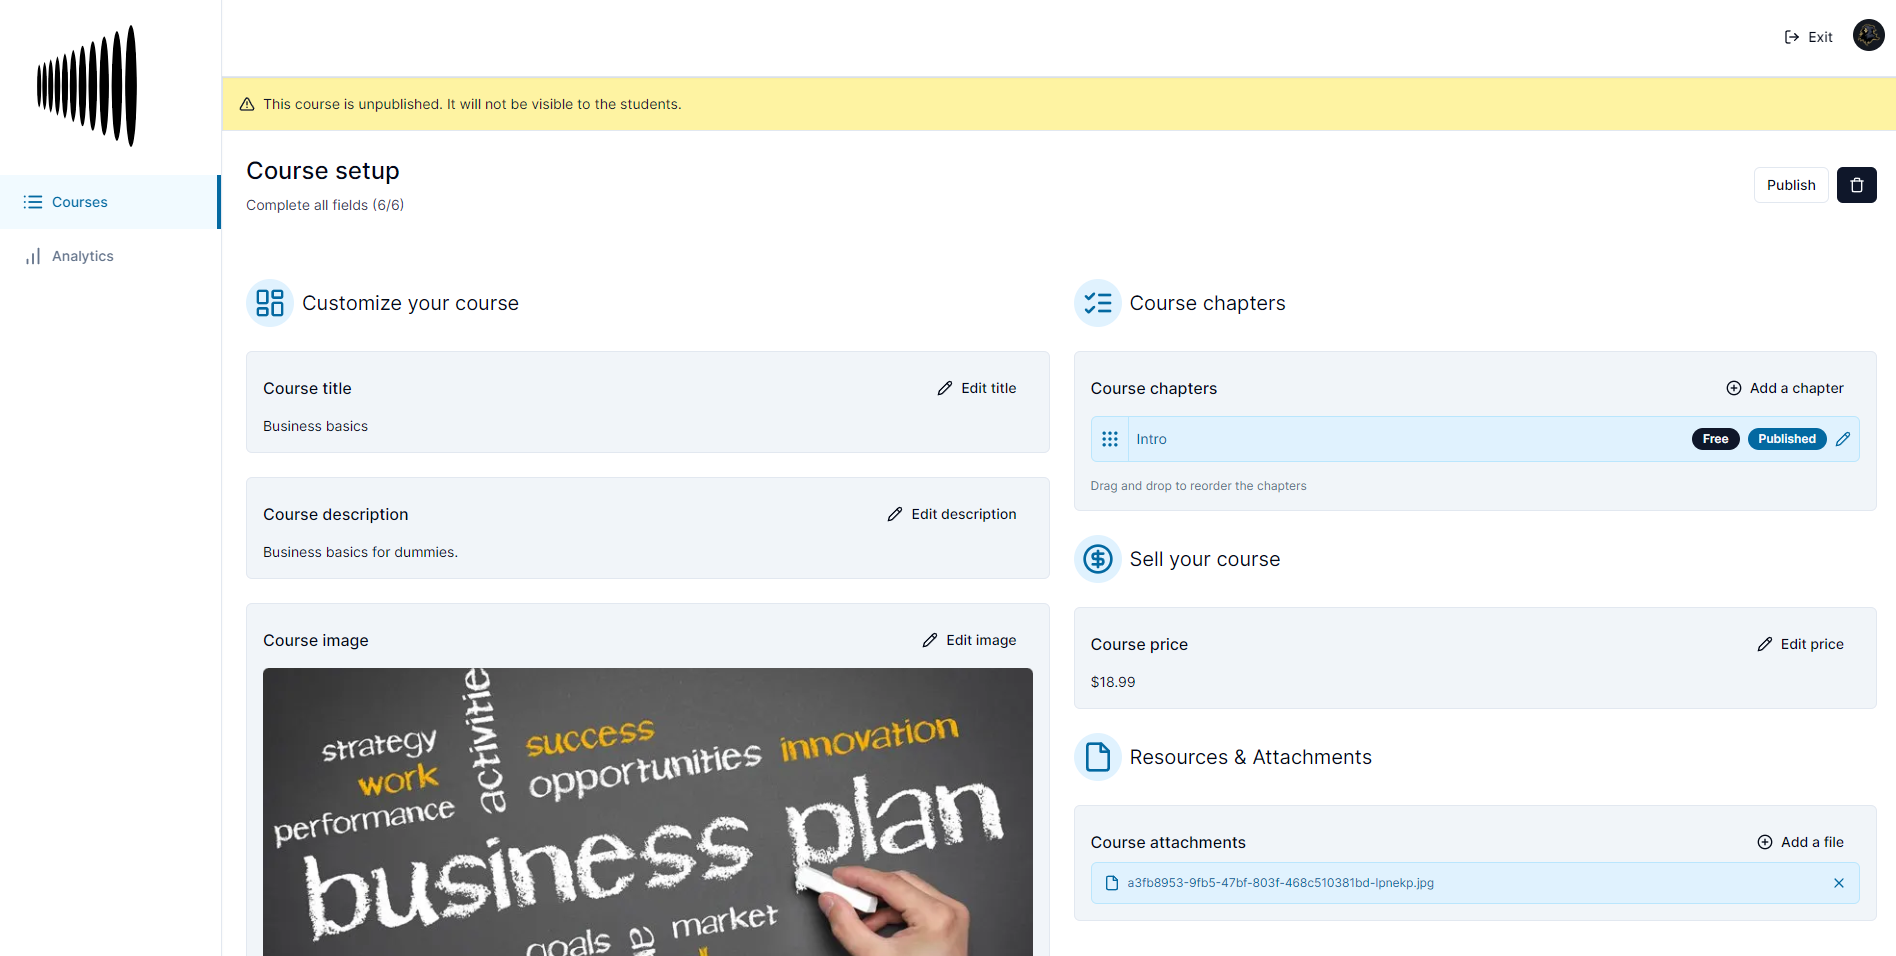 Exit
This course is unpublished. It will not be visible to the students.
Course setup
Complete all fields (6/6)
Publish
Courses
Analytics
Customize your course
Course title
Edit title
Business basics
Course description
Edit description
Business basics for dummies.
Course image
Edit image
activitie
strategy
success
innovation
work
opportunities
performance
business plan
goals
market
Course chapters
Course chapters
Add a chapter
Intro
Free
Published
Drag and drop to reorder the chapters
Sell your course
Course price
Edit price
$18.99
Resources & Attachments
Course attachments
Add a file
a3fb8953-9fb5-47bf-803f-468c510381bd-lpnekp.jpg